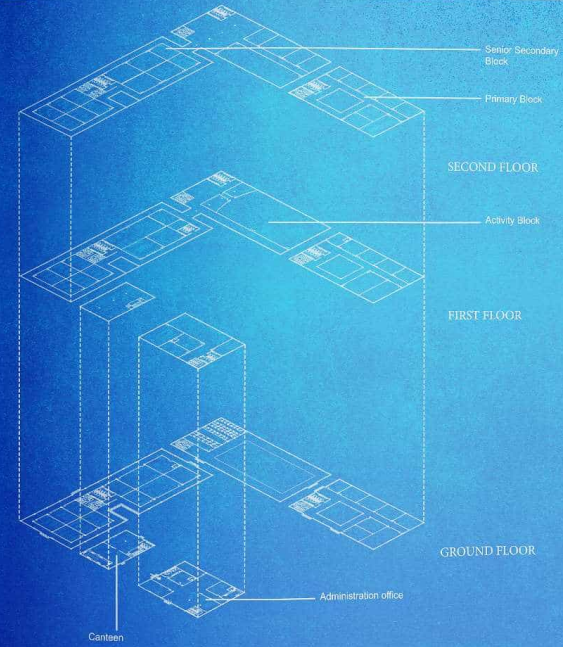 Senior Secondary
Block
Primary Block
SECOND FLOOR
Activity Block
FIRST FLOOR
GROUND FLOOR
Administration office
Canteen